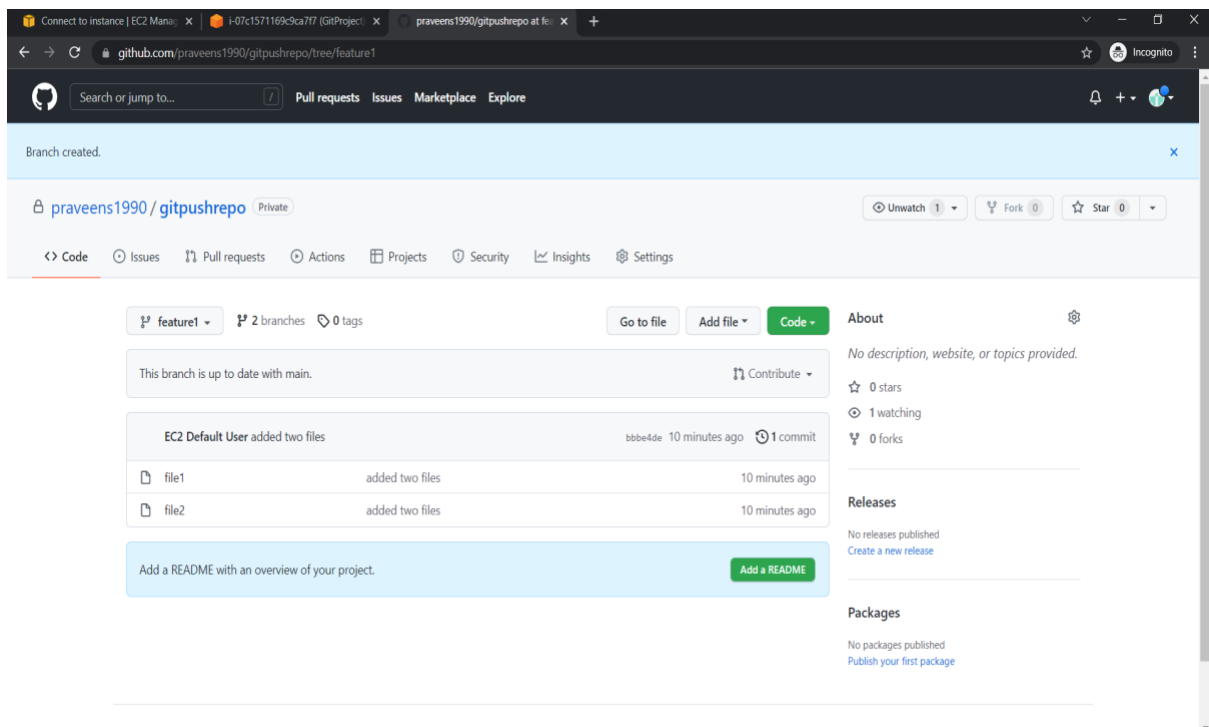 Connect to instance | EC2 Manag
i-07c1571169c9ca7f7 (GitProject)
praveens1990/gitpushrepo at fea
github.com/praveens1990/gitpushrepo/tree/feature1
Incognito
Search or jump to...
/
Pull requests Issues Marketplace Explore
Branch created.
praveens1990 / gitpushrepo Private
Unwatch 1
Fork 0
Star 0
<> Code Issues Pull requests Actions Projects Security Insights Settings
feature1 2 branches 0 tags
Go to file Add file Code
This branch is up to date with main.
Contribute
EC2 Default User added two files
bbbe4de 10 minutes ago 1 commit
file1 added two files 10 minutes ago
file2 added two files 10 minutes ago
Add a README with an overview of your project.
Add a README
About
No description, website, or topics provided.
0 stars
1 watching
0 forks
Releases
No releases published
Create a new release
Packages
No packages published
Publish your first package